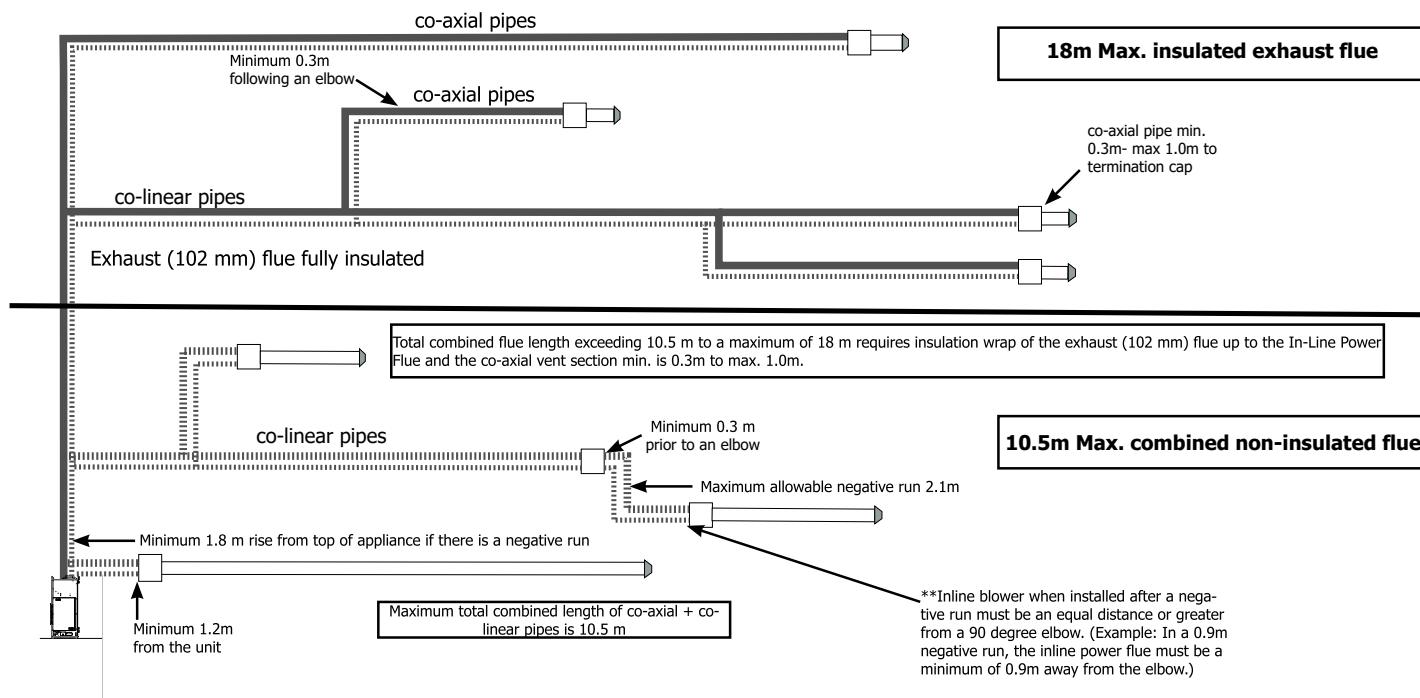 co-axial pipes
18m Max. insulated exhaust flue
Minimum 0.3m
following an elbow
co-axial pipes
co-axial pipe min.
0.3m- max 1.0m to
termination cap
co-linear pipes
Exhaust (102 mm) flue fully insulated
Total combined flue length exceeding 10.5 m to a maximum of 18 m requires insulation wrap of the exhaust (102 mm) flue up to the In-Line Power
Flue and the co-axial vent section min. is 0.3m to max. 1.0m.
co-linear pipes
Minimum 0.3 m
prior to an elbow
10.5m Max. combined non-insulated flue
Maximum allowable negative run 2.1m
Minimum 1.8 m rise from top of appliance if there is a negative run
Minimum 1.2m
from the unit
Maximum total combined length of co-axial + co-
linear pipes is 10.5 m
**Inline blower when installed after a nega-
tive run must be an equal distance or greater
from a 90 degree elbow. (Example: In a 0.9m
negative run, the inline power flue must be a
minimum of 0.9m away from the elbow.)